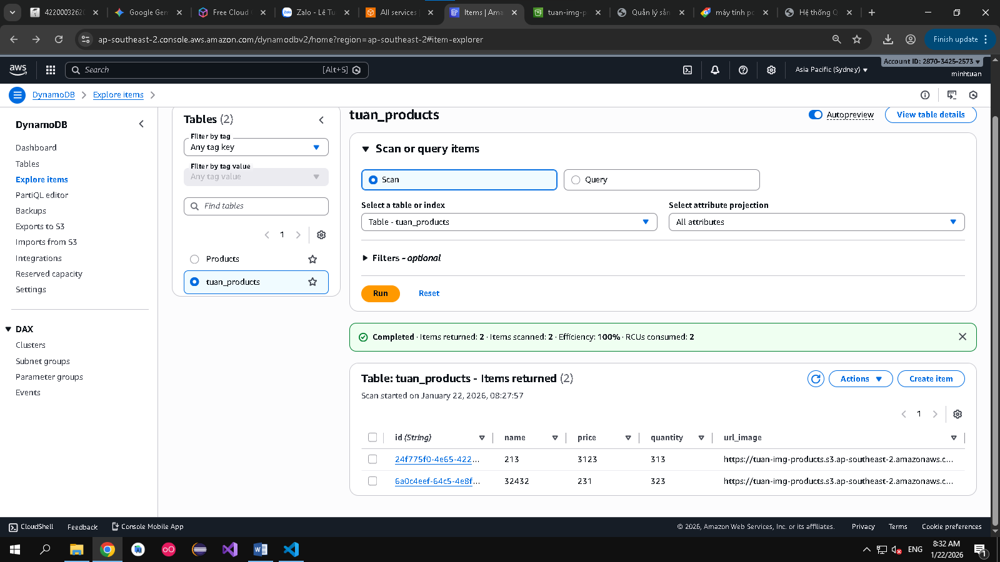 42200032620
Google Gem
Free Cloud
Zalo - Lê Tu
All services
Items | Ama
tuan-img-p
Quản lý sản
máy tính po
Hệ thống Q
ap-southeast-2.console.aws.amazon.com/dynamodbv2/home?region=ap-southeast-2#item-explorer
Finish update
aws
Search
[Alt+S]
Asia Pacific (Sydney)
Account ID: 2870-3425-2573
minhtuan
DynamoDB
Explore items
DynamoDB
Dashboard
Tables
Explore items
PartiQL editor
Backups
Exports to S3
Imports from S3
Integrations
Reserved capacity
Settings
DAX
Clusters
Subnet groups
Parameter groups
Events
Tables (2)
Filter by tag
Any tag key
Filter by tag value
Any tag value
Find tables
1
Products
tuan_products
tuan_products
Autopreview
View table details
Scan or query items
Scan
Query
Select a table or index
Table - tuan_products
Select attribute projection
All attributes
Filters - optional
Run
Reset
Completed · Items returned: 2 · Items scanned: 2 · Efficiency: 100% · RCUs consumed: 2
Table: tuan_products - Items returned (2)
Scan started on January 22, 2026, 08:27:57
Actions
Create item
1
id (String) name price quantity url_image
24f775f0-4e65-422... 213 3123 313 https://tuan-img-products.s3.ap-southeast-2.amazonaws.c...
6a0c4eef-64c5-4e8f... 32432 231 323 https://tuan-img-products.s3.ap-southeast-2.amazonaws.c...
CloudShell
Feedback
Console Mobile App
© 2026, Amazon Web Services, Inc. or its affiliates.
Privacy
Terms
Cookie preferences
ENG
8:32 AM
1/22/2026
1